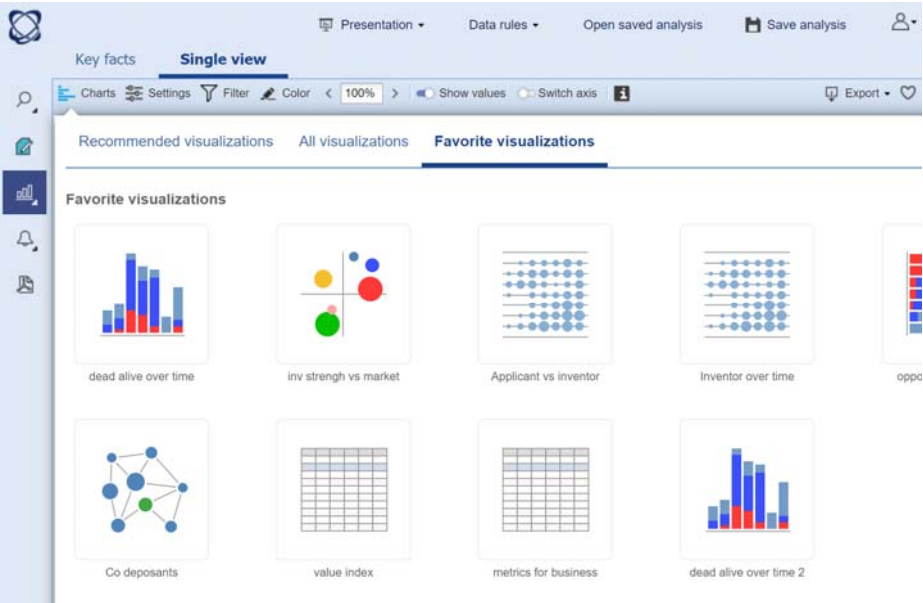 Presentation
Data rules
Open saved analysis
Save analysis
Key facts
Single view
Charts
Settings
Filter
Color
100%
Show values
Switch axis
i
Export
Recommended visualizations
All visualizations
Favorite visualizations
Favorite visualizations
dead alive over time
inv strengh vs market
Applicant vs inventor
Inventor over time
Co deposants
value index
metrics for business
dead alive over time 2